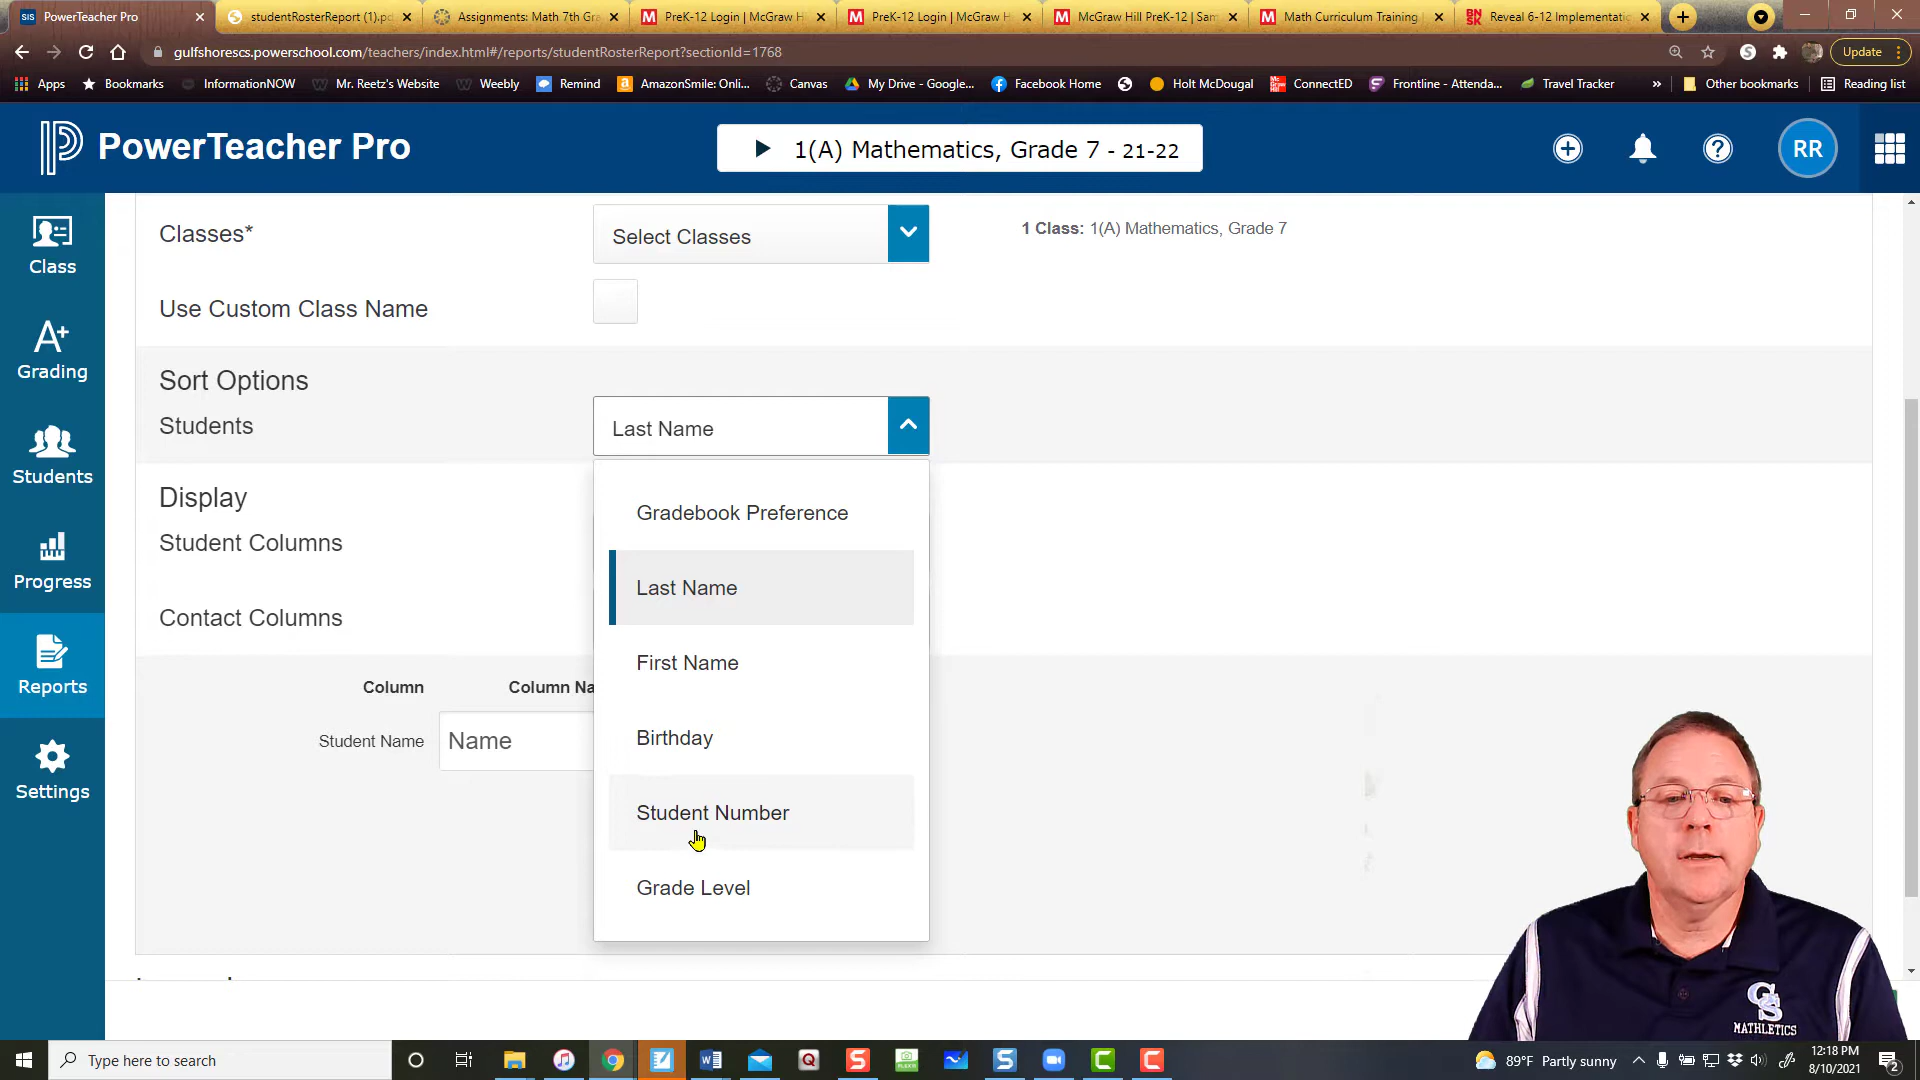 PowerTeacher Pro
studentRosterReport (1).pd
Assignments: Math 7th Gra
PreK-12 Login | McGraw H
PreK-12 Login | McGraw H
McGraw Hill PreK-12 | Sam
Math Curriculum Training
Reveal 6-12 Implementatio
gulfshorescs.powerschool.com/teachers/index.html#/reports/studentRosterReport?sectionId=1768
Update
Apps
Bookmarks
InformationNOW
Mr. Reetz's Website
Weebly
Remind
AmazonSmile: Onli...
Canvas
My Drive - Google...
Facebook Home
Holt McDougal
ConnectED
Frontline - Attenda...
Travel Tracker
»
Other bookmarks
Reading list
PowerTeacher Pro
1(A) Mathematics, Grade 7 - 21-22
RR
Class
Grading
Students
Progress
Reports
Settings
Classes*
Select Classes
1 Class: 1(A) Mathematics, Grade 7
Use Custom Class Name
Sort Options
Students
Last Name
Gradebook Preference
Last Name
First Name
Birthday
Student Number
Grade Level
Display
Student Columns
Contact Columns
Column
Column Na
Student Name
Name
MATHLETICS
Type here to search
89°F Partly sunny
12:18 PM
8/10/2021
2